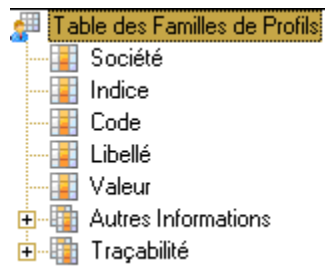 Table des Familles de Profils
Société
Indice
Code
Libellé
Valeur
Autres Informations
Traçabilité